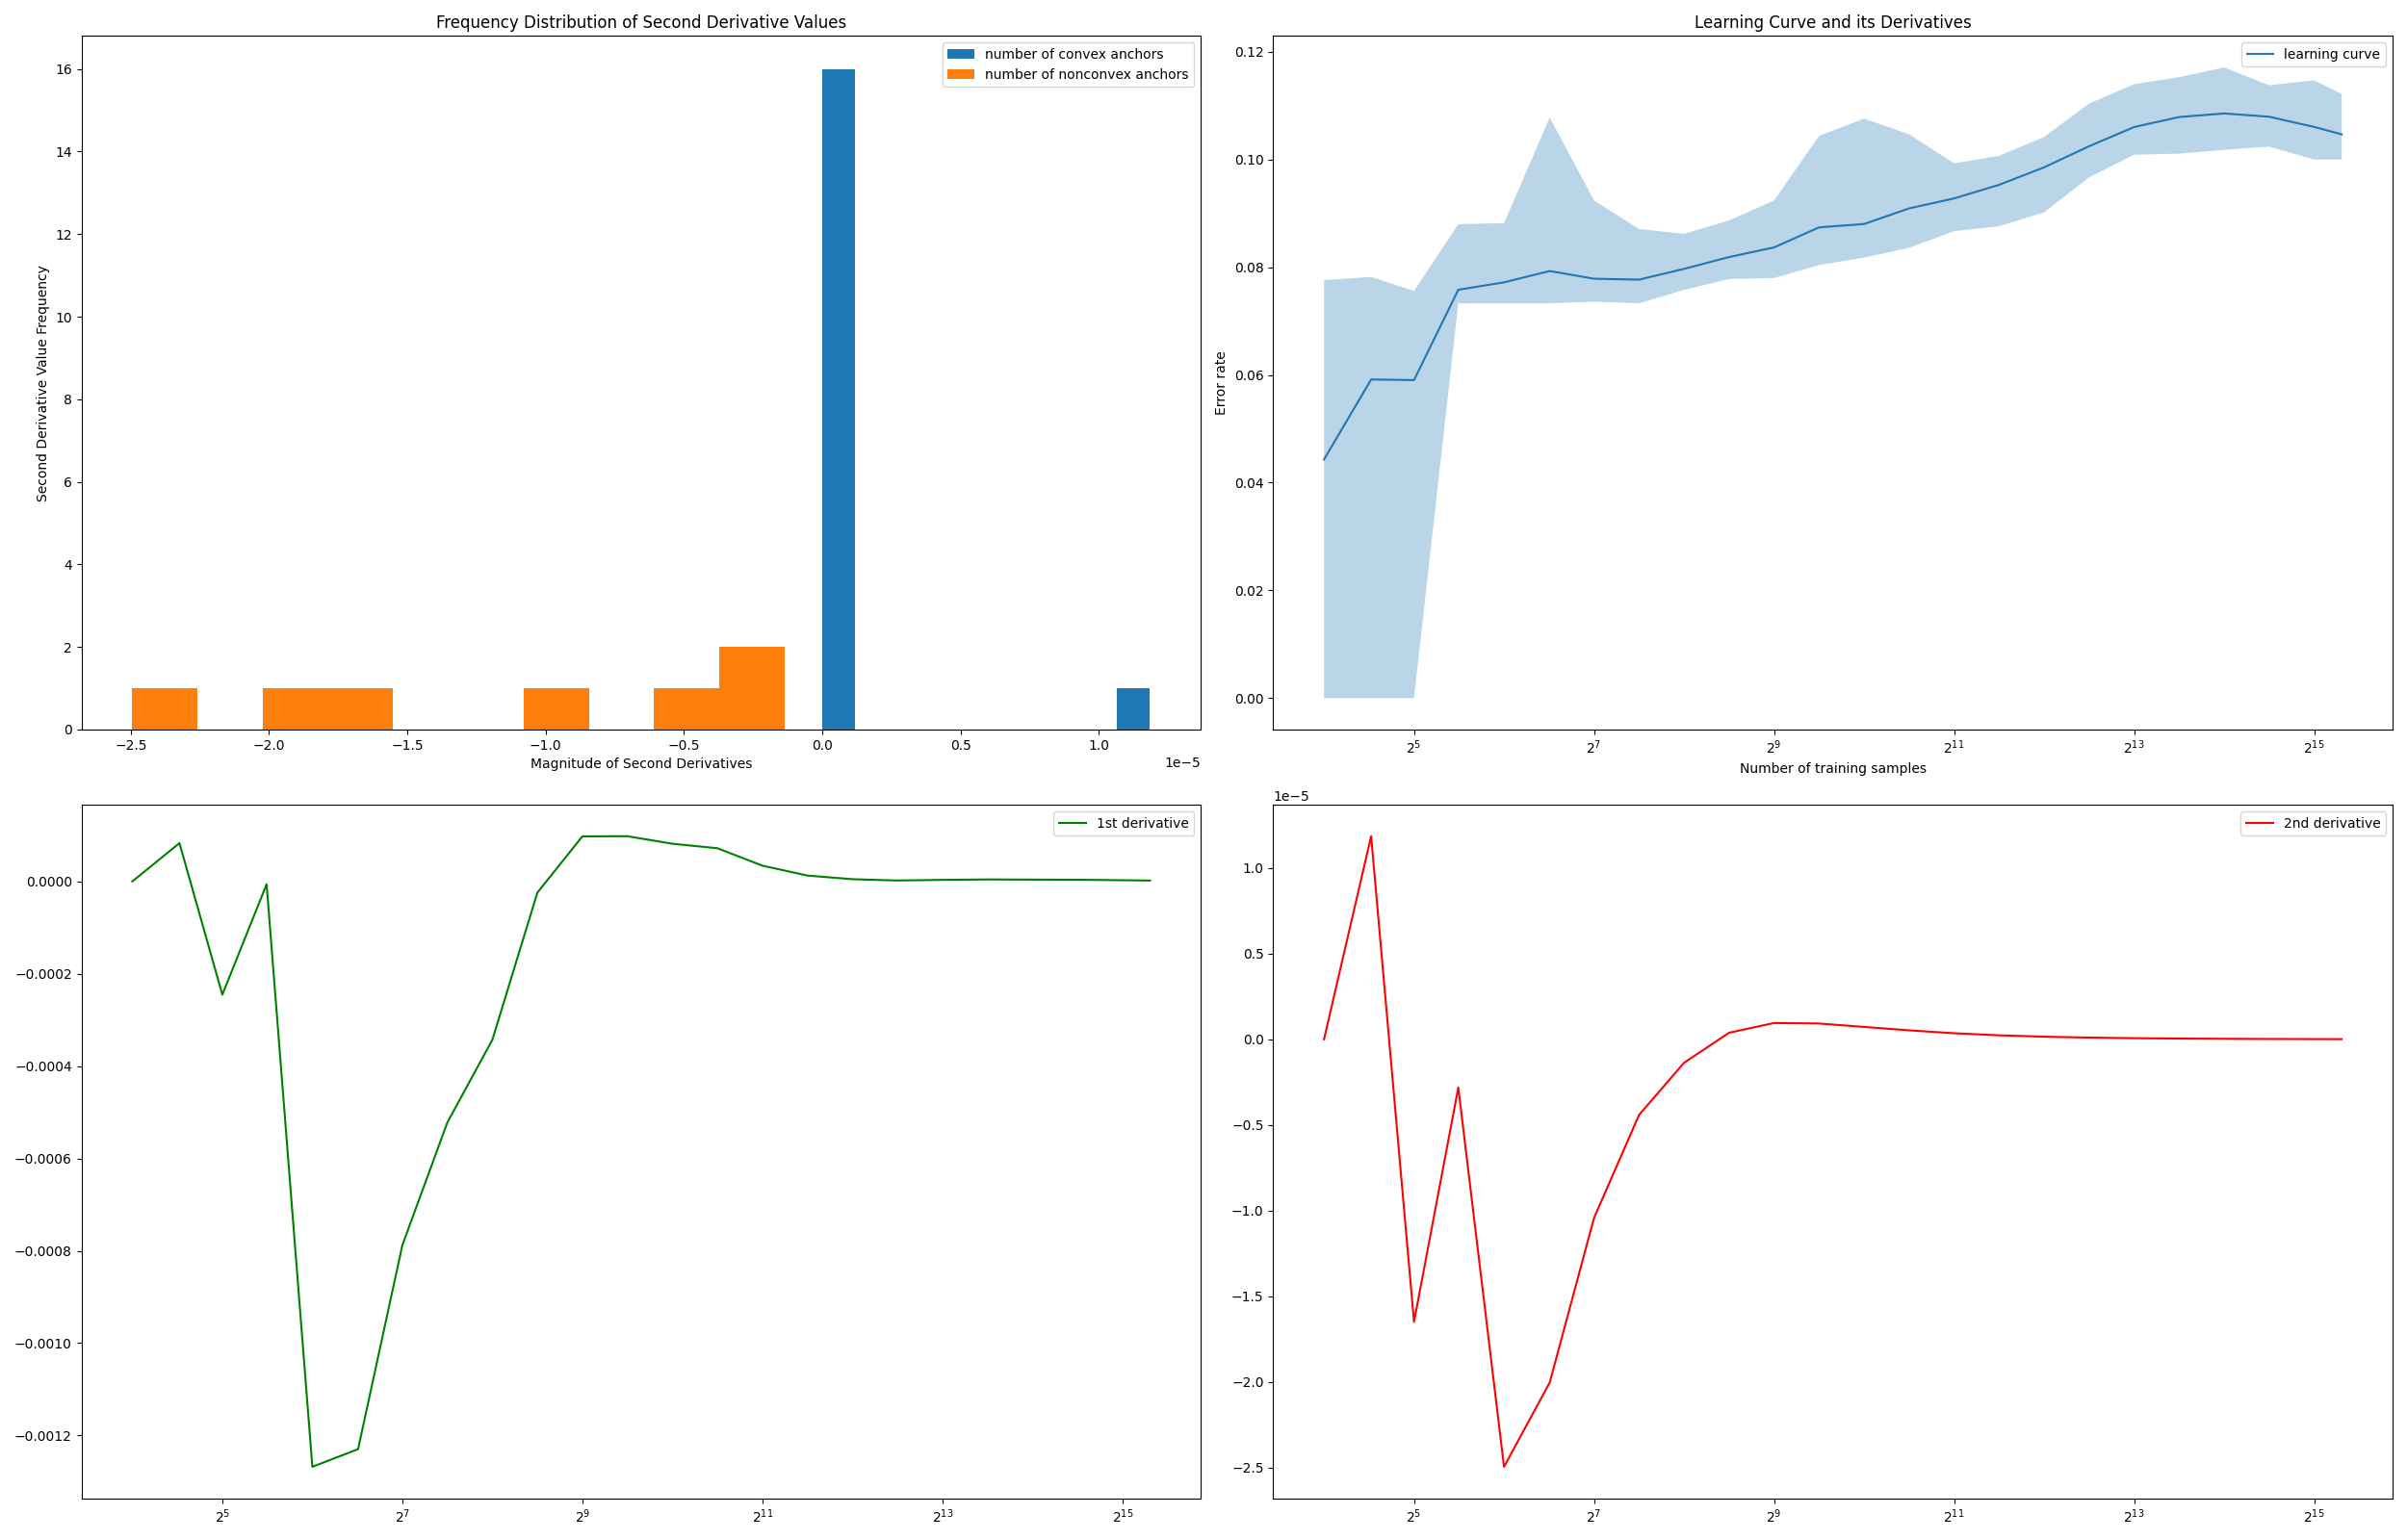 Frequency Distribution of Second Derivative Values
number of convex anchors
number of nonconvex anchors
16
14
12
10
8
6
4
2
0
Second Derivative Value Frequency
−2.5 −2.0 −1.5 −1.0 −0.5 0.0 0.5 1.0
1e−5
Magnitude of Second Derivatives
Learning Curve and its Derivatives
learning curve
0.12
0.10
0.08
0.06
0.04
0.02
0.00
Error rate
2^5 2^7 2^9 2^11 2^13 2^15
Number of training samples
1st derivative
0.0000
−0.0002
−0.0004
−0.0006
−0.0008
−0.0010
−0.0012
2^5 2^7 2^9 2^11 2^13 2^15
1e−5
2nd derivative
1.0
0.5
0.0
−0.5
−1.0
−1.5
−2.0
−2.5
2^5 2^7 2^9 2^11 2^13 2^15